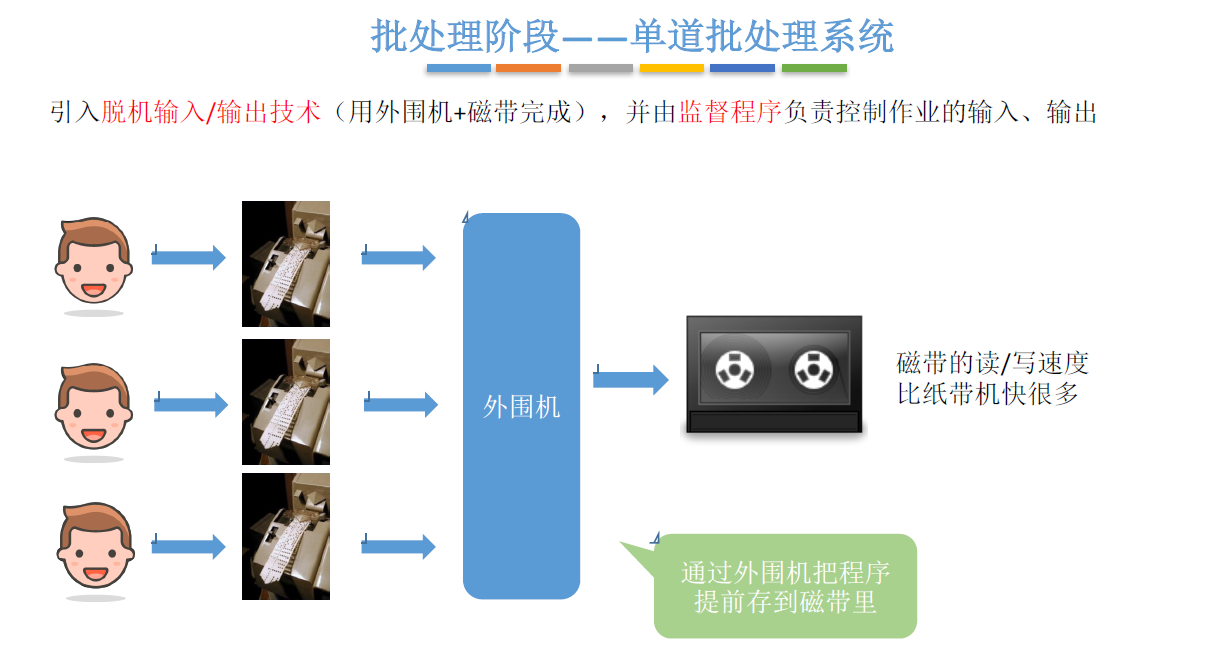 批处理阶段——单道批处理系统
引入脱机输入/输出技术（用外围机+磁带完成），并由监督程序负责控制作业的输入、输出
外围机
磁带的读/写速度
比纸带机快很多
通过外围机把程序
提前存到磁带里